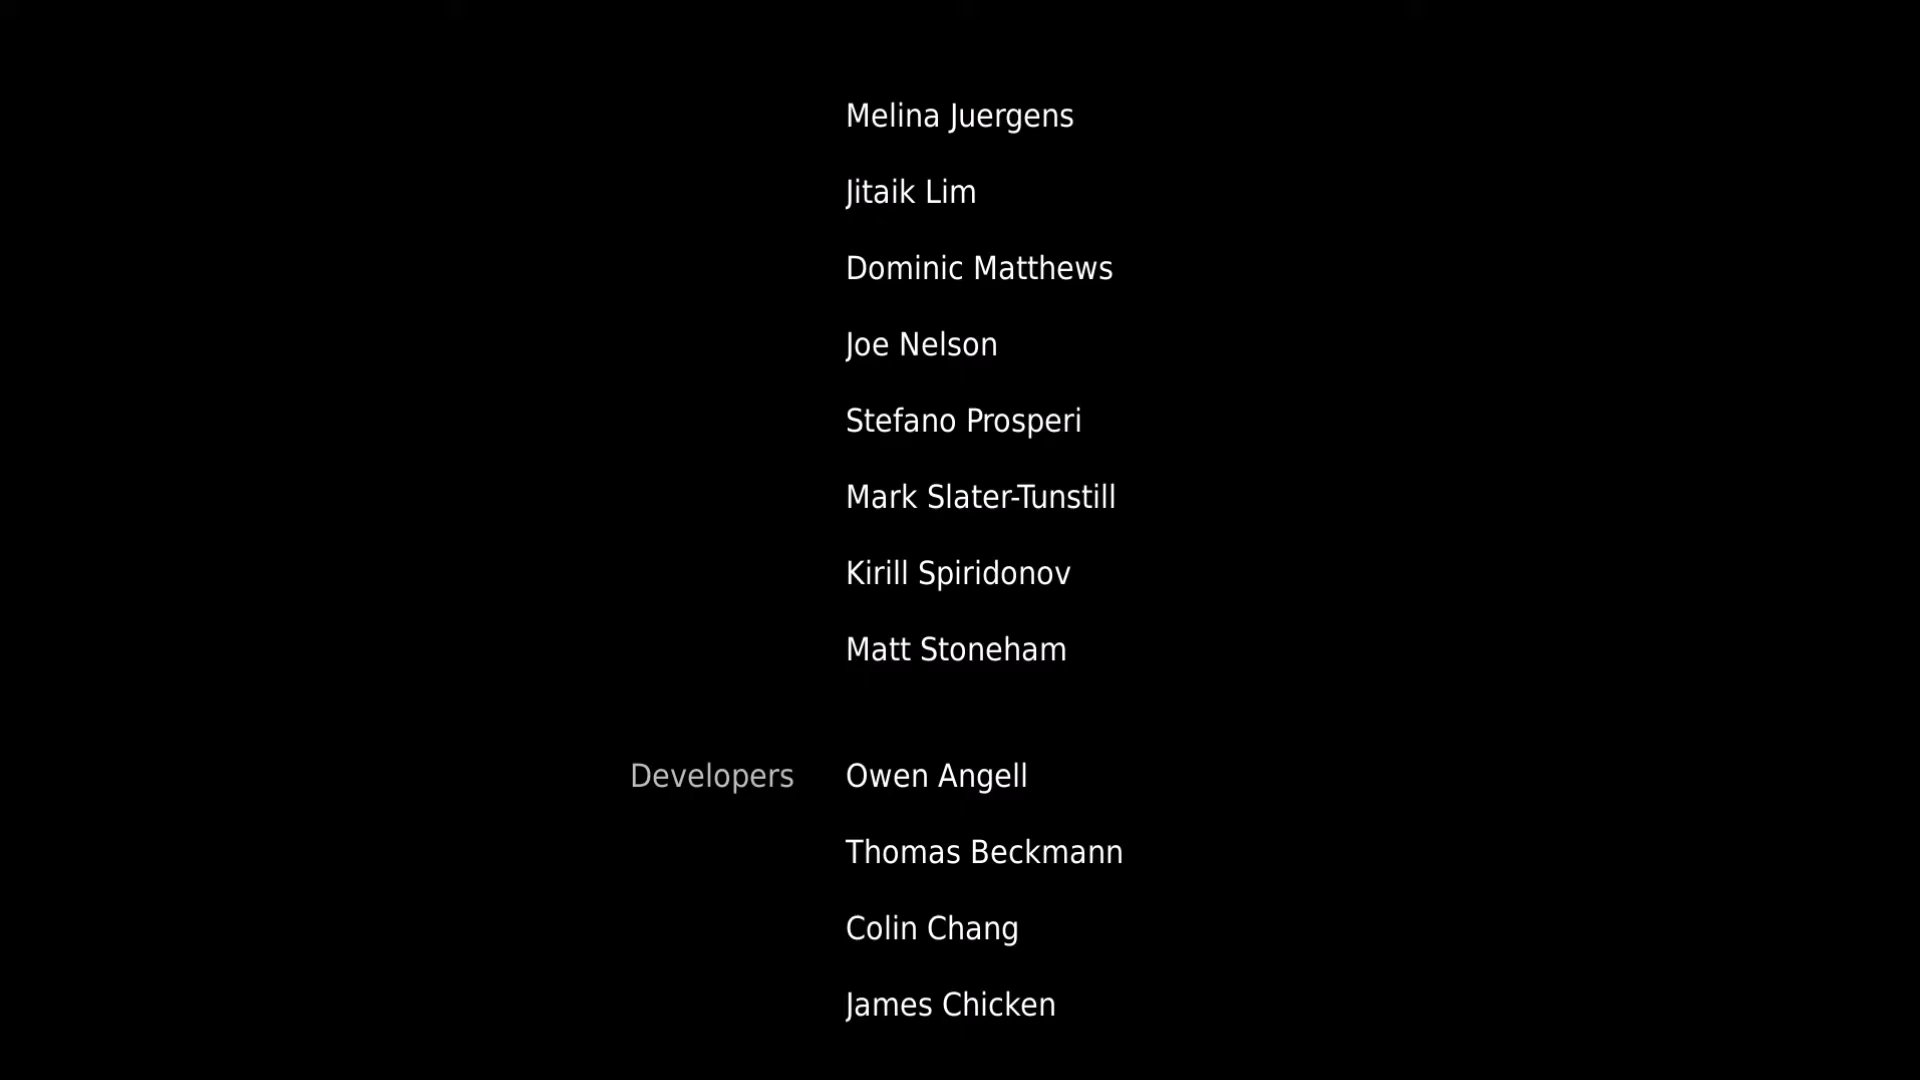 Melina Juergens
Jitaik Lim
Dominic Matthews
Joe Nelson
Stefano Prosperi
Mark Slater-Tunstill
Kirill Spiridonov
Matt Stoneham
Developers Owen Angell
Thomas Beckmann
Colin Chang
James Chicken